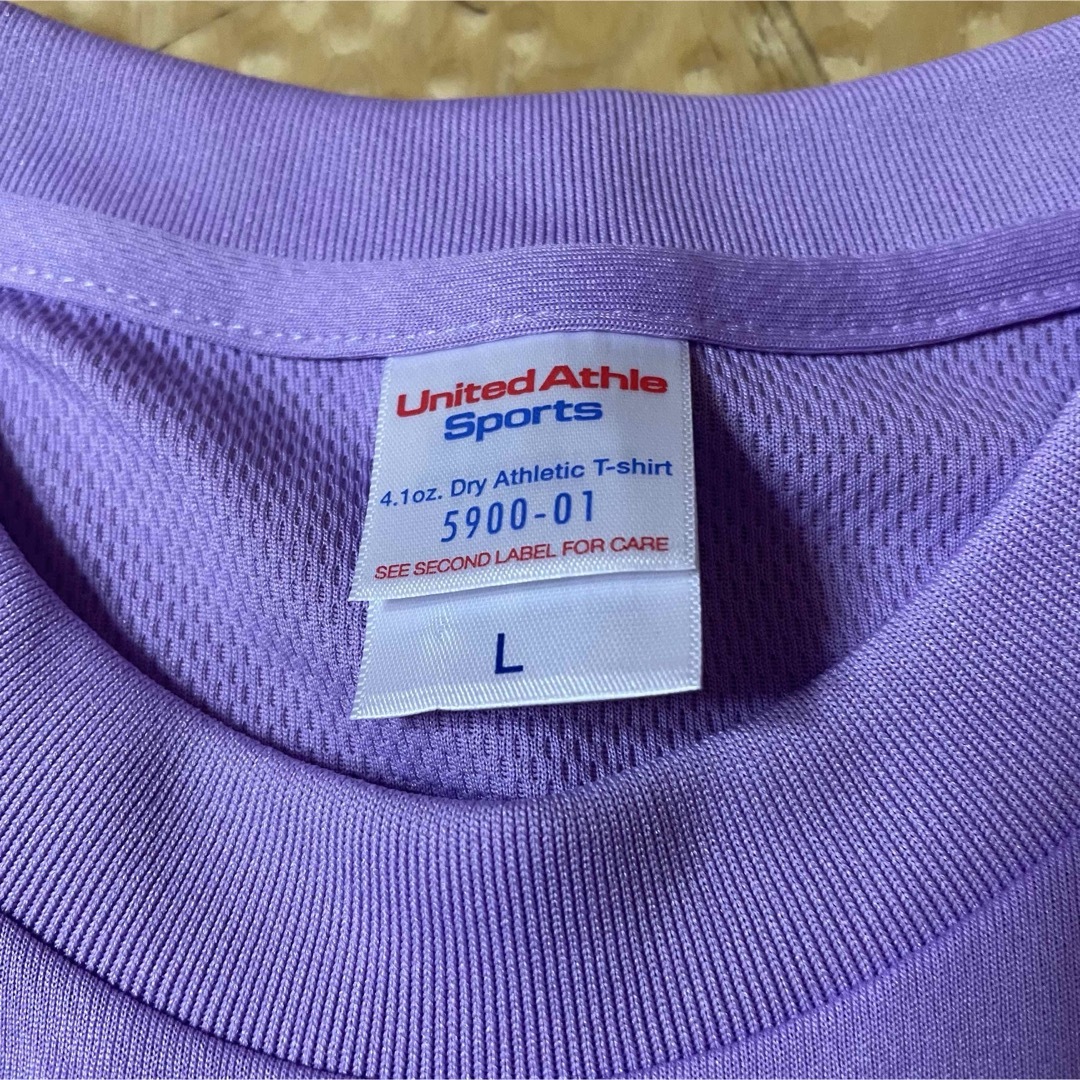 United Athle
Sports
4.1oz. Dry Athletic T-shirt
5900-01
SEE SECOND LABEL FOR CARE
L